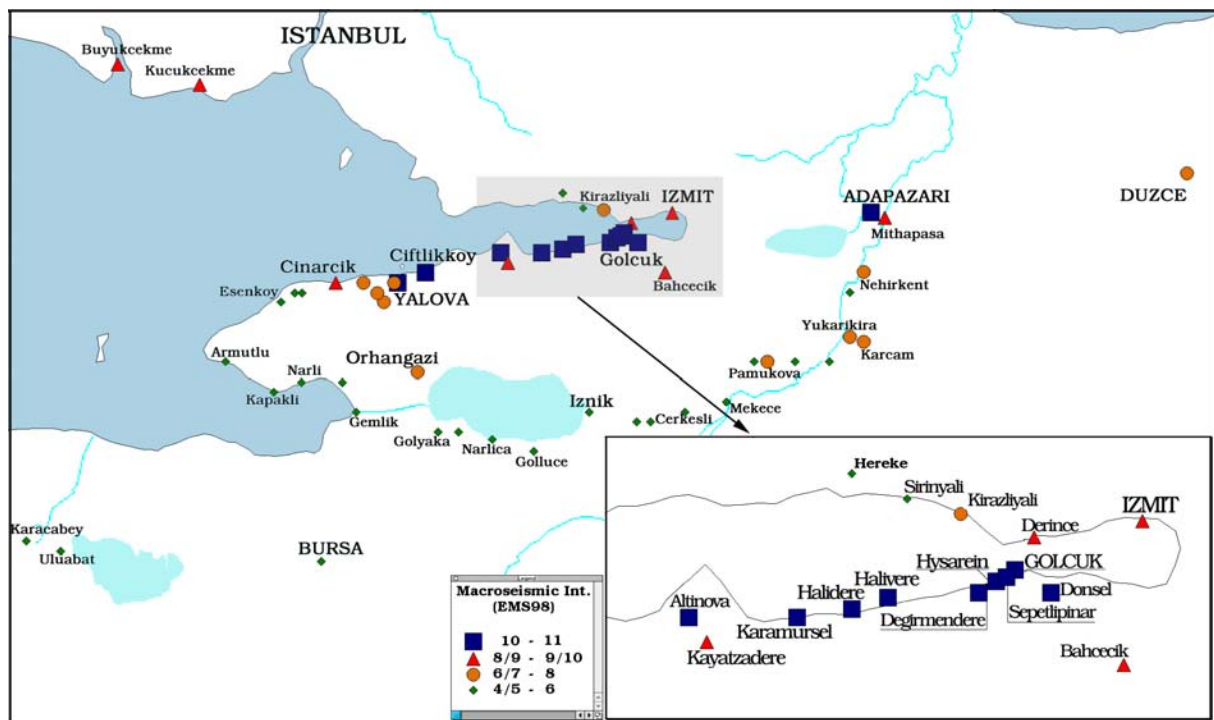 ISTANBUL
Buyukcekme
Kucukcekme
Kirazliyali
IZMIT
ADAPAZARI
DUZCE
Mithapasa
Ciftlikkoy
Golcuk
Cinarcik
Bahcecik
Nehirkent
Esenkoy
YALOVA
Yukarikira
Karcam
Armutlu
Narli
Orhangazi
Pamukova
Kapakli
Iznik
Mekece
Gemlik
Cerkesli
Golyaka
Narlica
Golluce
Karacabey
Uluabat
BURSA
Legend
Macroseismic Int.
(EMS98)
10 - 11
8/9 - 9/10
6/7 - 8
4/5 - 6
Hereke
Sirinyali
Kirazliyali
IZMIT
Derince
Hysarein
GOLCUK
Halivere
Halidere
Donsel
Altinova
Sepetlipinar
Degirmendere
Karamursel
Kayatzadere
Bahcecik